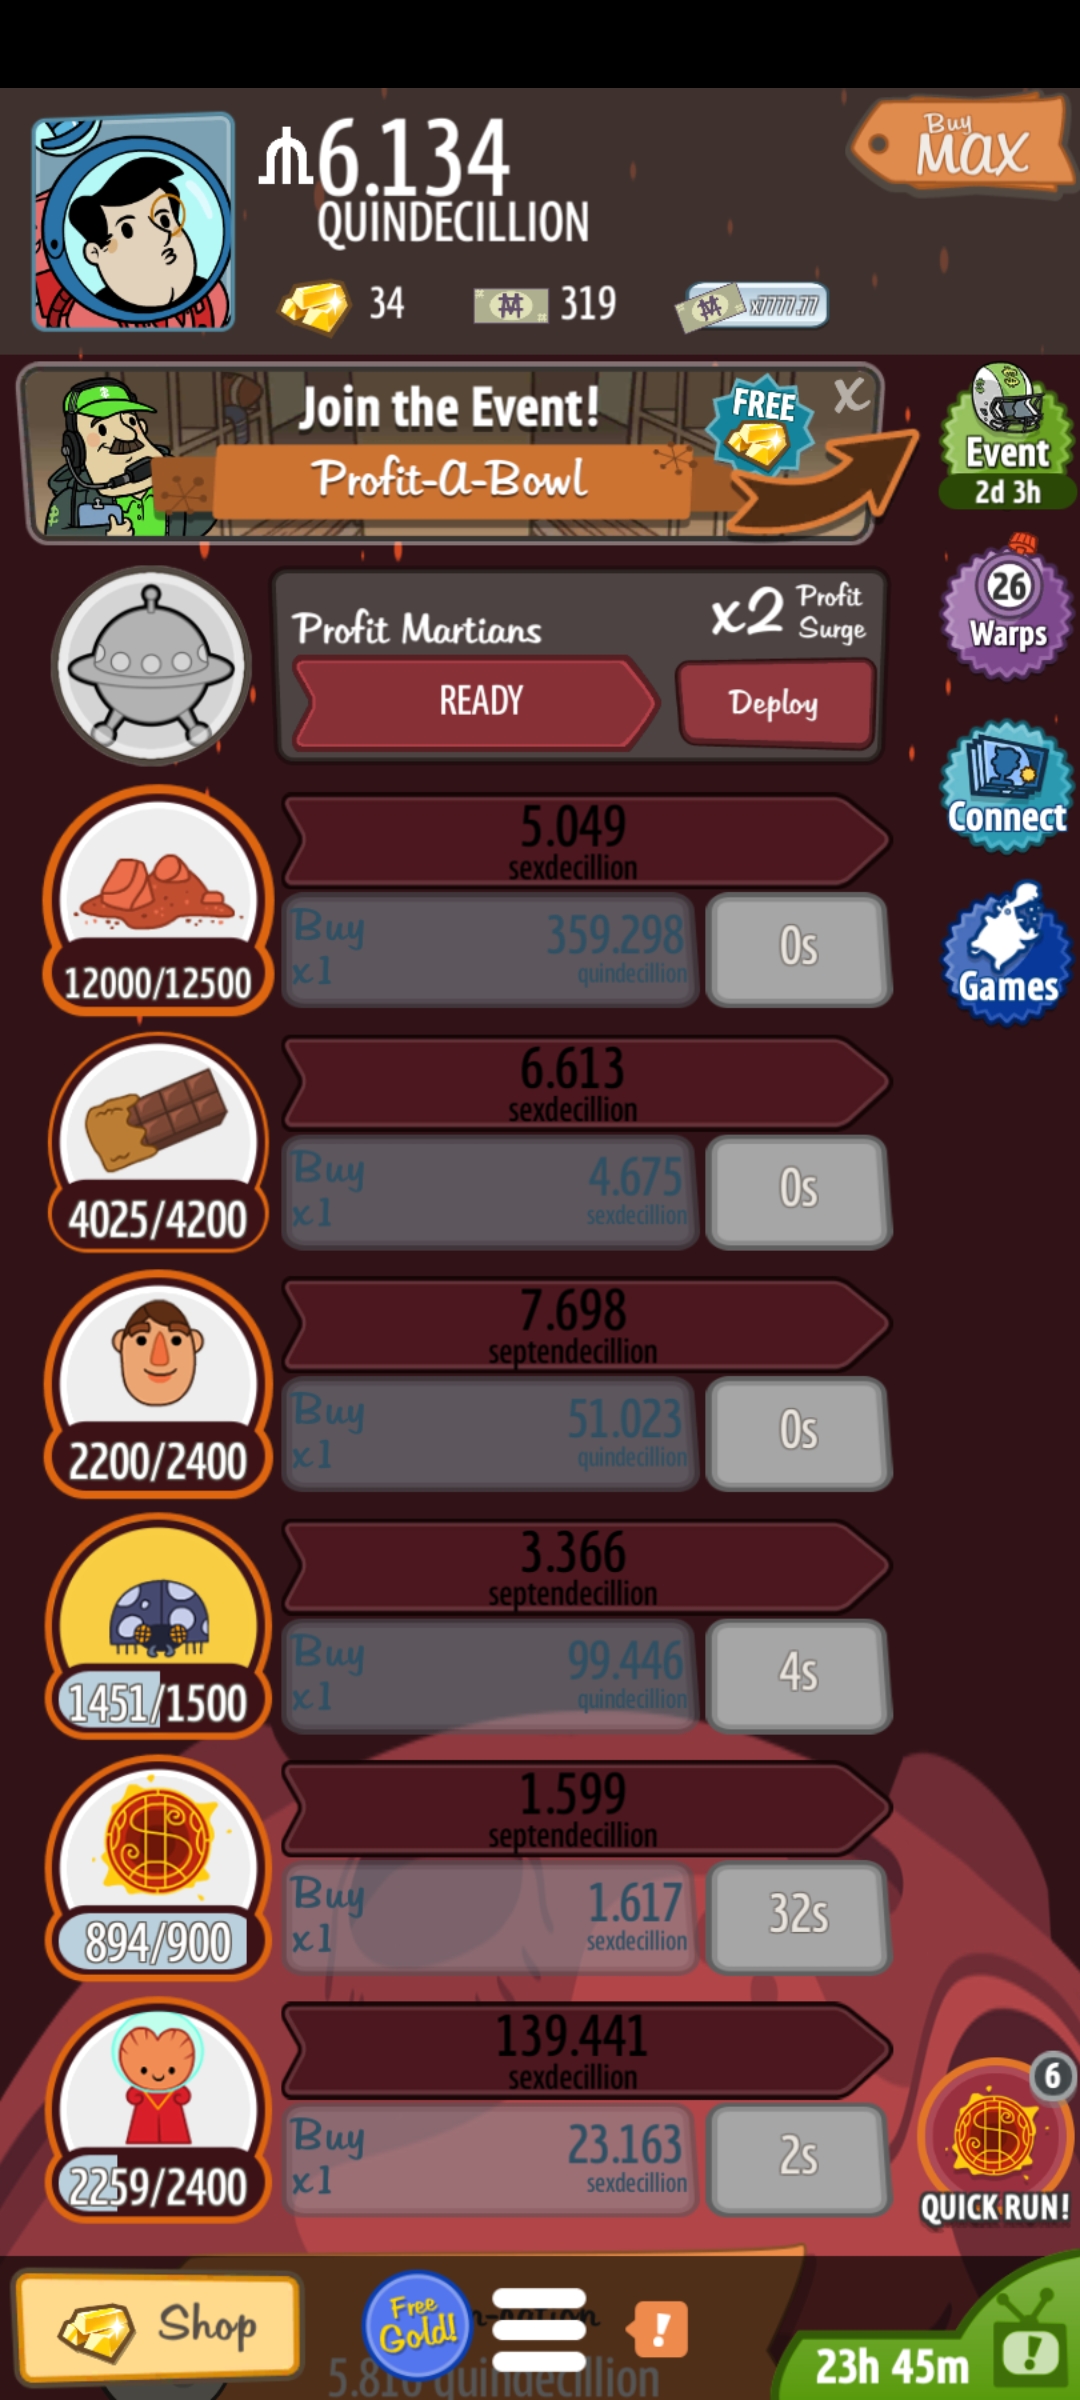 6.134
QUINDECILLION
Buy
MAX
34
319
x7777.77
Join the Event!
Profit-A-Bowl
FREE
X
Event
2d 3h
Profit Martians
x2 Profit Surge
READY
Deploy
26
Warps
Connect
Games
5.049
sexdecillion
12000/12500
Buy x1
359.298
quindecillion
0s
6.613
sexdecillion
4025/4200
Buy x1
4.675
sexdecillion
0s
7.698
septendecillion
2200/2400
Buy x1
51.023
quindecillion
0s
3.366
septendecillion
1451/1500
Buy x1
99.446
quindecillion
4s
1.599
septendecillion
894/900
Buy x1
1.617
sexdecillion
32s
139.441
sexdecillion
2259/2400
Buy x1
23.163
sexdecillion
2s
6
QUICK RUN!
Shop
Free Gold!
!
quindecillion
23h 45m
!